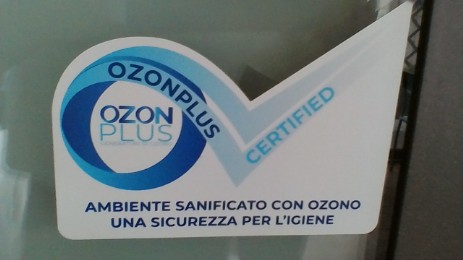 OZONPLUS
CERTIFIED
OZON
PLUS
AMBIENTE SANIFICATO CON OZONO
UNA SICUREZZA PER L'IGIENE